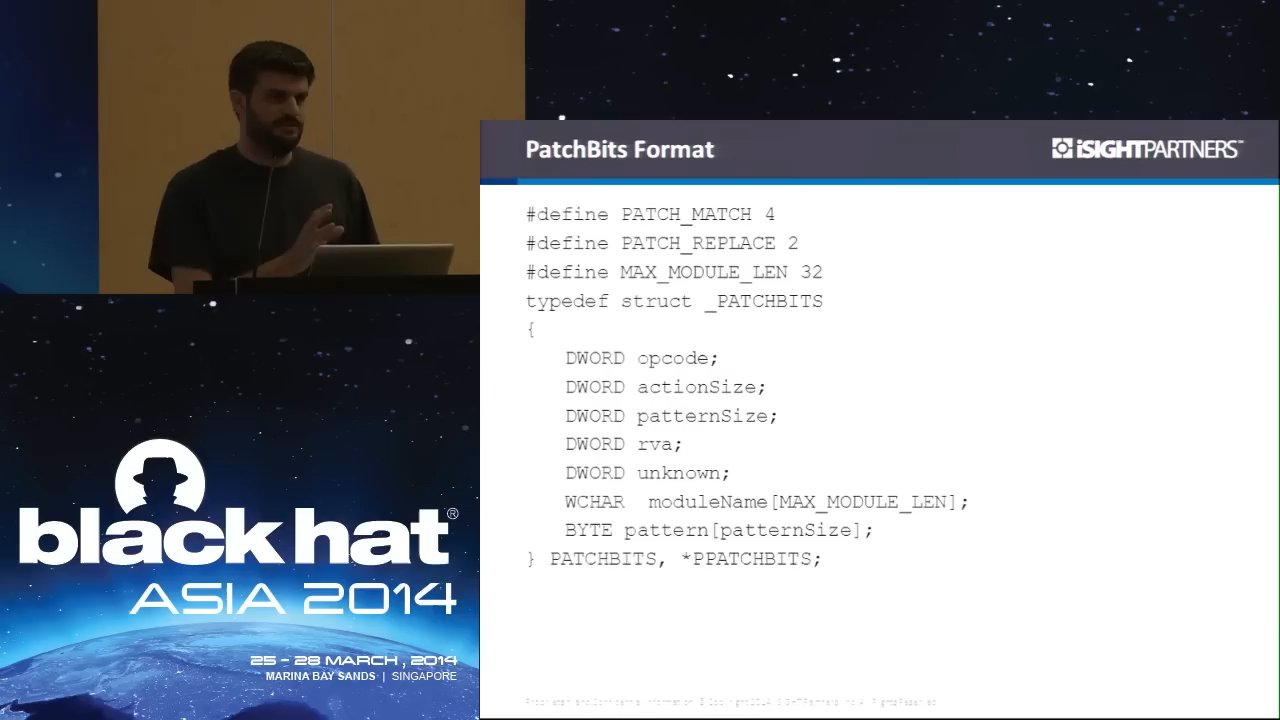 PatchBits Format
iSIGHTPARTNERS
#define PATCH_MATCH 4
#define PATCH_REPLACE 2
#define MAX_MODULE_LEN 32
typedef struct _PATCHBITS
{
DWORD opcode;
DWORD actionSize;
DWORD patternSize;
DWORD rva;
DWORD unknown;
WCHAR moduleName[MAX_MODULE_LEN];
BYTE pattern[patternSize];
} PATCHBITS, *PPATCHBITS;
black hat®
ASIA 2014
25 - 28 MARCH, 2014
MARINA BAY SANDS | SINGAPORE